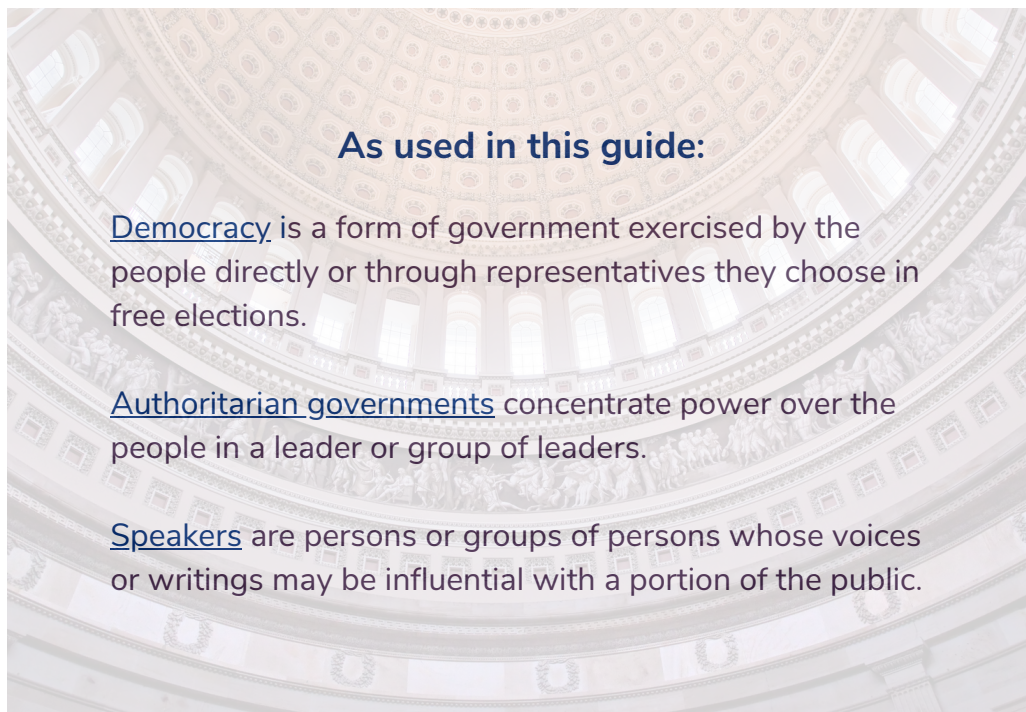 As used in this guide:
Democracy is a form of government exercised by the
people directly or through representatives they choose in
free elections.
Authoritarian governments concentrate power over the
people in a leader or group of leaders.
Speakers are persons or groups of persons whose voices
or writings may be influential with a portion of the public.